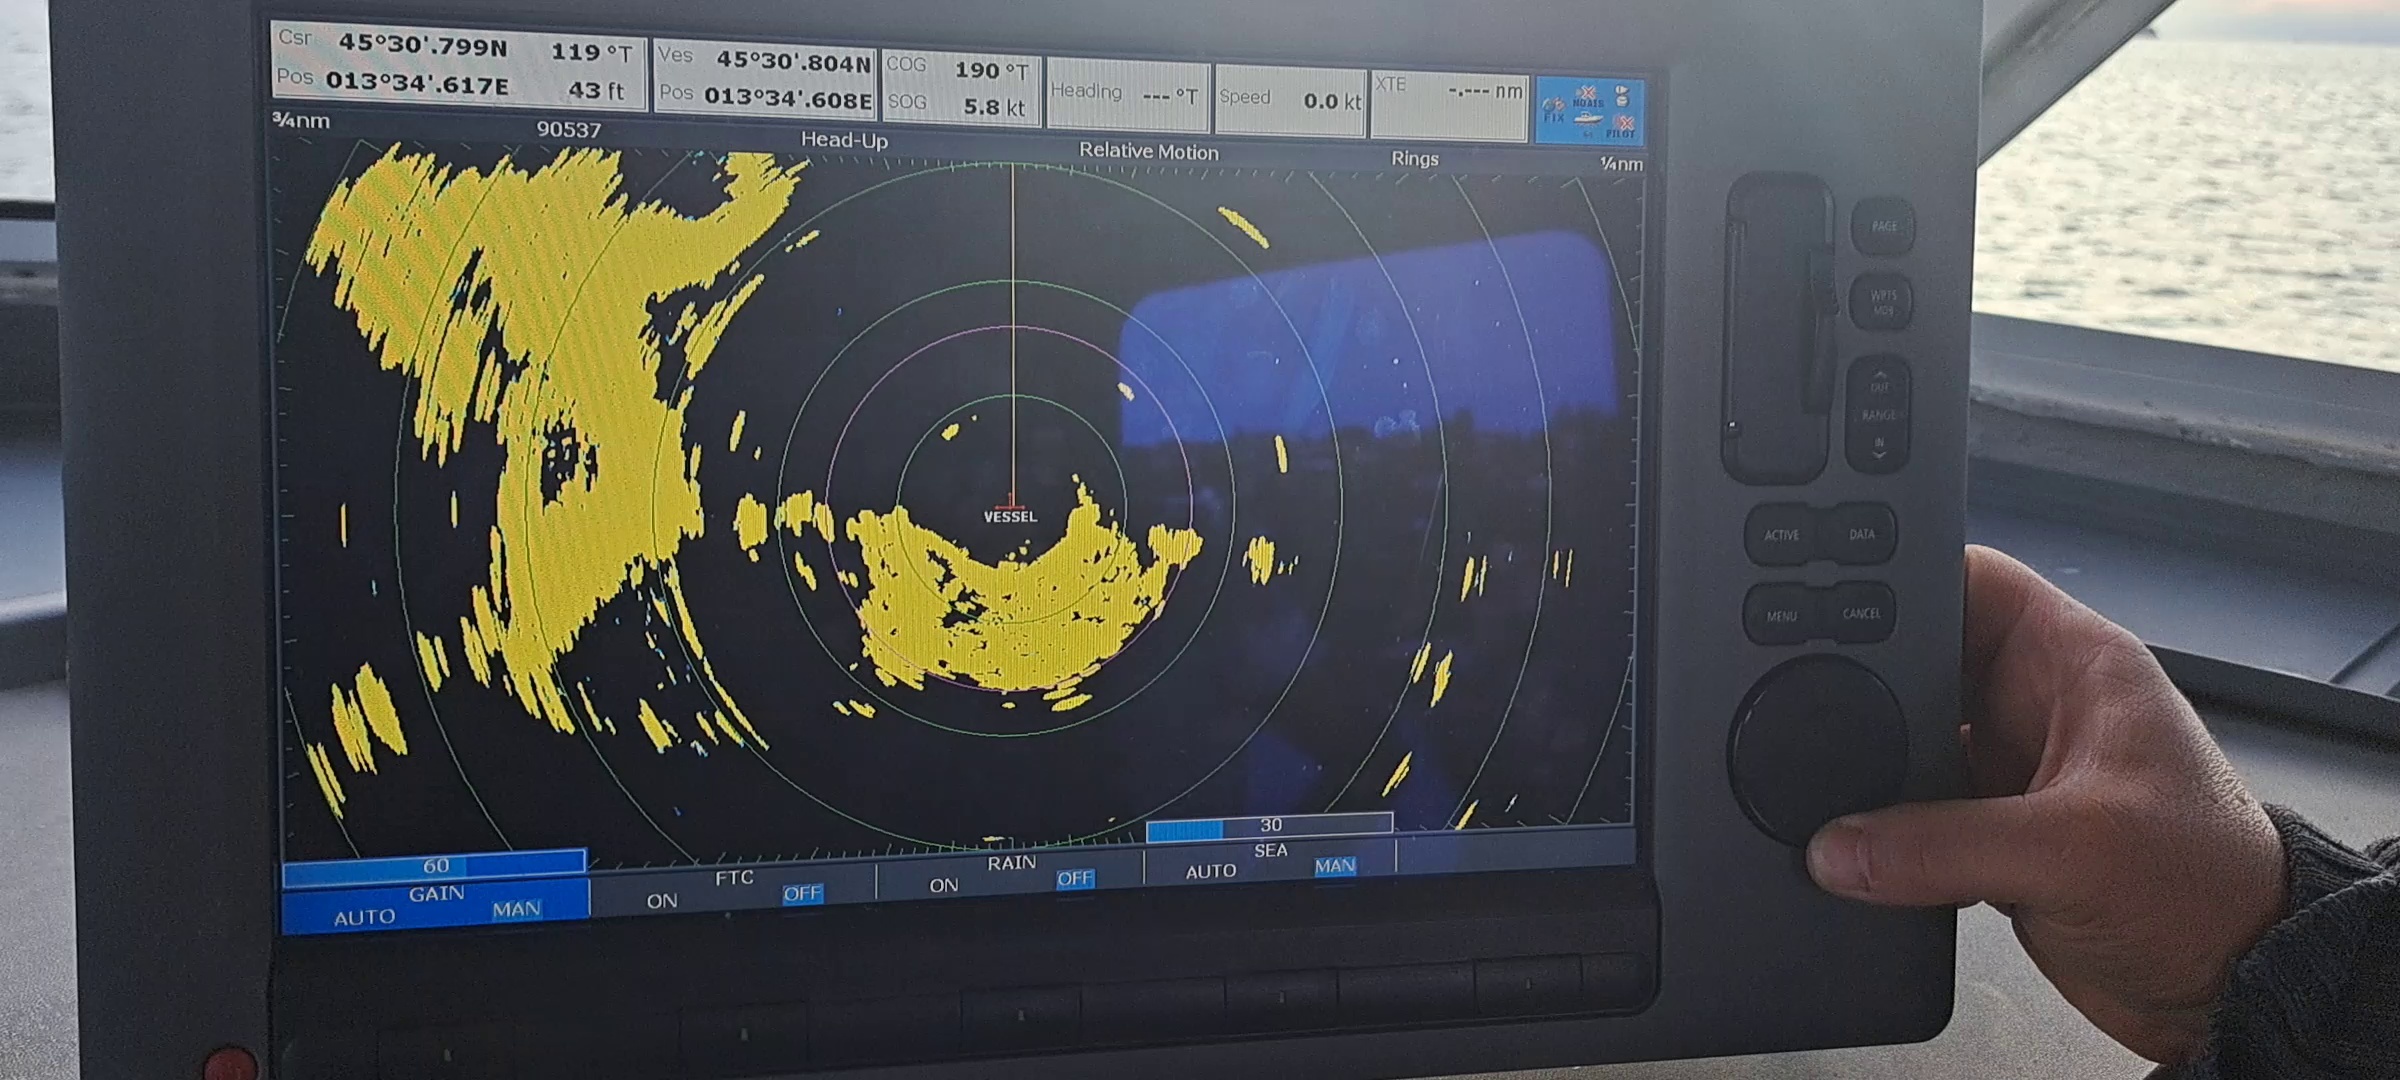 Csr 45°30'.799N 119 °T
Pos 013°34'.617E 43 ft
Ves 45°30'.804N
Pos 013°34'.608E
COG 190 °T
SOG 5.8 kt
Heading --- °T
Speed 0.0 kt
XTE -.--- nm
NO AIS
FIX
PILOT
¾nm 90537 Head-Up Relative Motion Rings ¼nm
VESSEL
60
GAIN
AUTO MAN
FTC
ON OFF
RAIN
ON OFF
30
SEA
AUTO MAN
PAGE
WPTS
MOB
OUT
RANGE
IN
ACTIVE DATA
MENU CANCEL